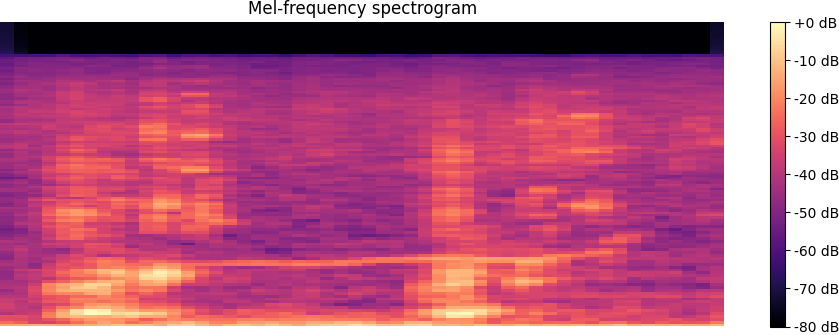 Mel-frequency spectrogram
+0 dB
-10 dB
-20 dB
-30 dB
-40 dB
-50 dB
-60 dB
-70 dB
-80 dB